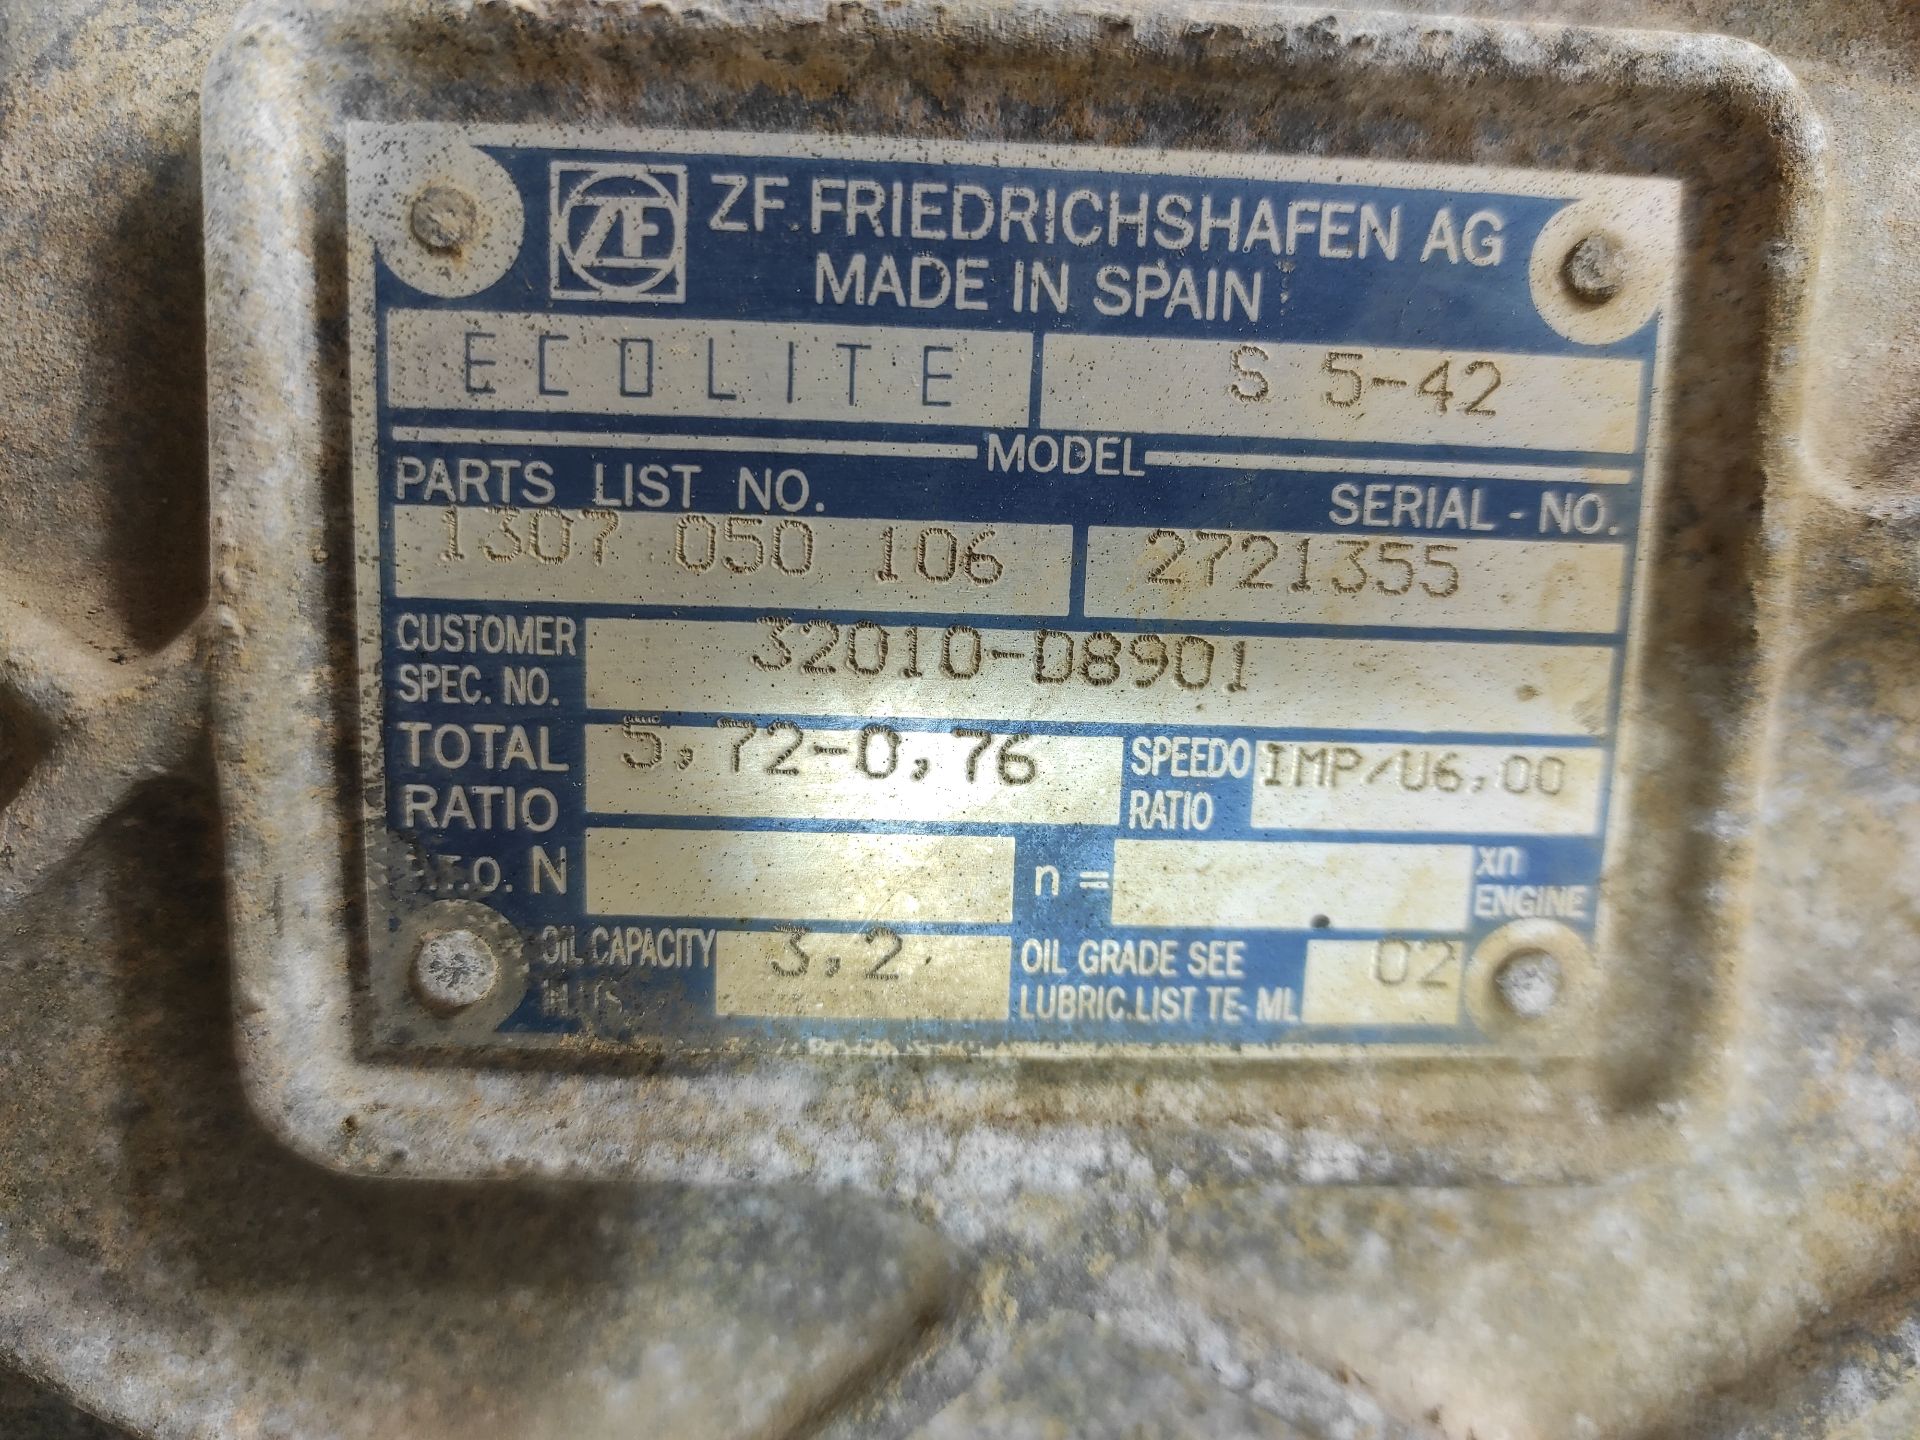 ZF ZF FRIEDRICHSHAFEN AG
MADE IN SPAIN
ECOLITE S 5-42
MODEL
PARTS LIST NO. SERIAL - NO.
1307 050 106 2721355
CUSTOMER SPEC. NO. 32010-D8901
TOTAL RATIO 5,72-0,76 SPEEDO RATIO IMP/U6,00
P.T.O. N n = xn ENGINE
OIL CAPACITY 3,2 OIL GRADE SEE LUBRIC.LIST TE-ML 02